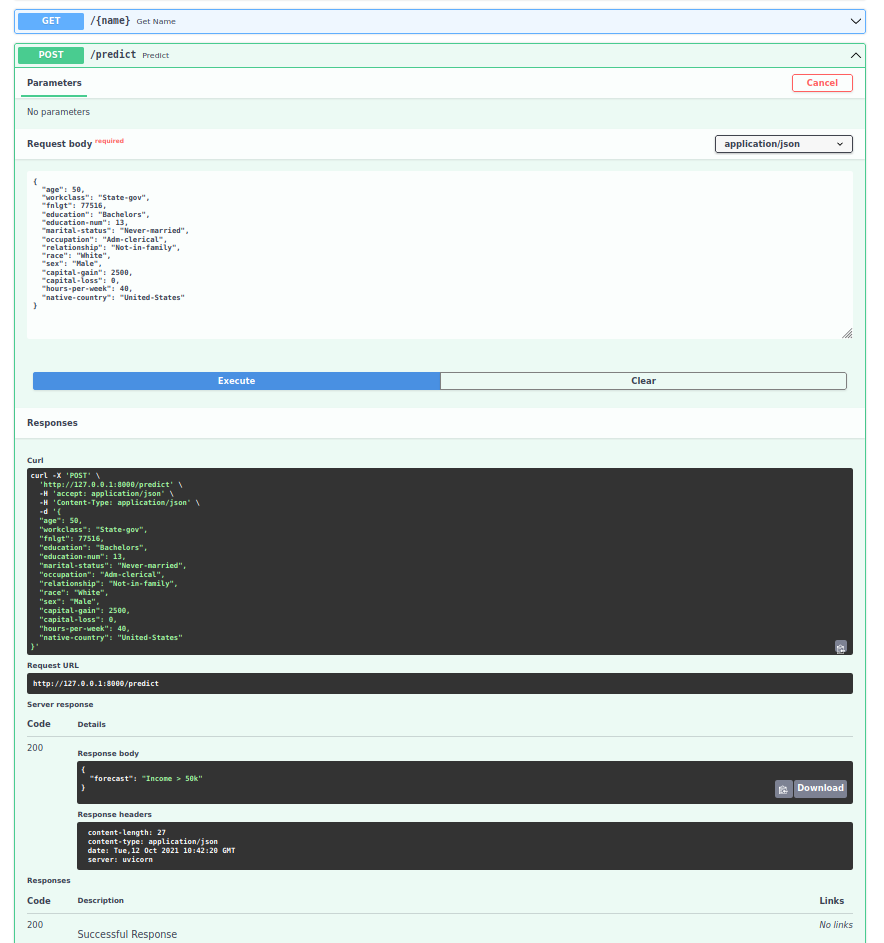 GET /{name} Get Name
POST /predict Predict
Parameters Cancel
No parameters
Request body required application/json
{
"age": 50,
"workclass": "State-gov",
"fnlgt": 77516,
"education": "Bachelors",
"education-num": 13,
"marital-status": "Never-married",
"occupation": "Adm-clerical",
"relationship": "Not-in-family",
"race": "White",
"sex": "Male",
"capital-gain": 2500,
"capital-loss": 0,
"hours-per-week": 40,
"native-country": "United-States"
}
Execute Clear
Responses
Curl
curl -X 'POST' \
'http://127.0.0.1:8000/predict' \
-H 'accept: application/json' \
-H 'Content-Type: application/json' \
-d '{
"age": 50,
"workclass": "State-gov",
"fnlgt": 77516,
"education": "Bachelors",
"education-num": 13,
"marital-status": "Never-married",
"occupation": "Adm-clerical",
"relationship": "Not-in-family",
"race": "White",
"sex": "Male",
"capital-gain": 2500,
"capital-loss": 0,
"hours-per-week": 40,
"native-country": "United-States"
}'
Request URL
http://127.0.0.1:8000/predict
Server response
Code Details
200
Response body
{
"forecast": "Income > 50k"
}
Download
Response headers
content-length: 27
content-type: application/json
date: Tue,12 Oct 2021 10:42:20 GMT
server: uvicorn
Responses
Code Description Links
200 No links
Successful Response